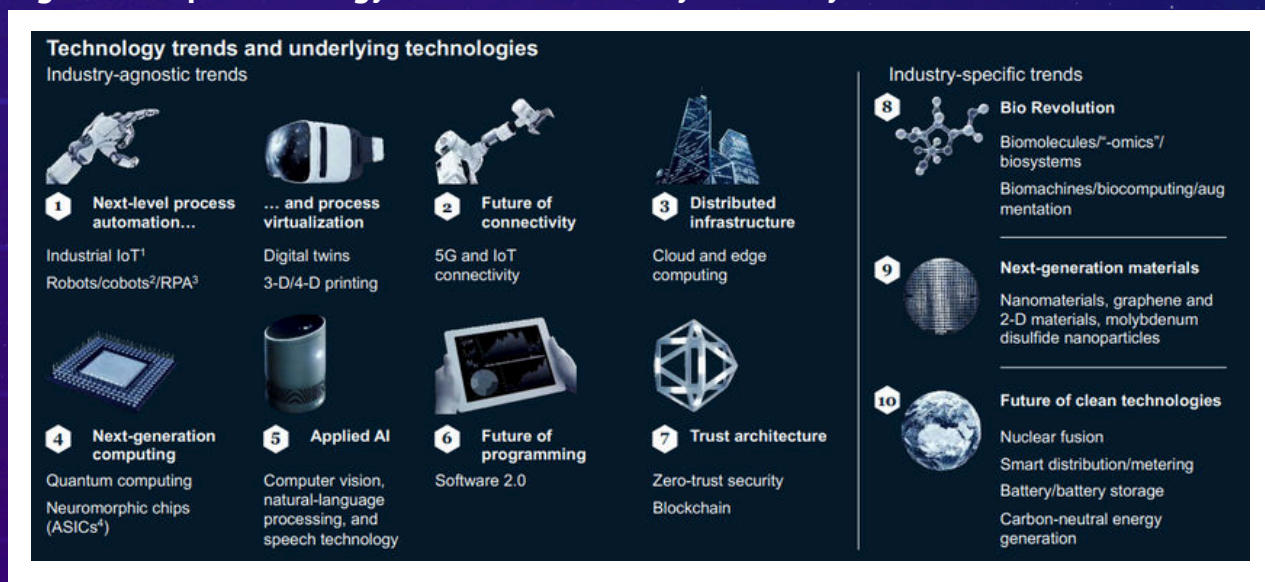 Technology trends and underlying technologies
Industry-agnostic trends
1 Next-level process
automation…
Industrial IoT¹
Robots/cobots²/RPA³
… and process
virtualization
Digital twins
3-D/4-D printing
2 Future of
connectivity
5G and IoT
connectivity
3 Distributed
infrastructure
Cloud and edge
computing
4 Next-generation
computing
Quantum computing
Neuromorphic chips
(ASICs⁴)
5 Applied AI
Computer vision,
natural-language
processing, and
speech technology
6 Future of
programming
Software 2.0
7 Trust architecture
Zero-trust security
Blockchain
Industry-specific trends
8 Bio Revolution
Biomolecules/“-omics”/
biosystems
Biomachines/biocomputing/aug
mentation
9 Next-generation materials
Nanomaterials, graphene and
2-D materials, molybdenum
disulfide nanoparticles
10 Future of clean technologies
Nuclear fusion
Smart distribution/metering
Battery/battery storage
Carbon-neutral energy
generation